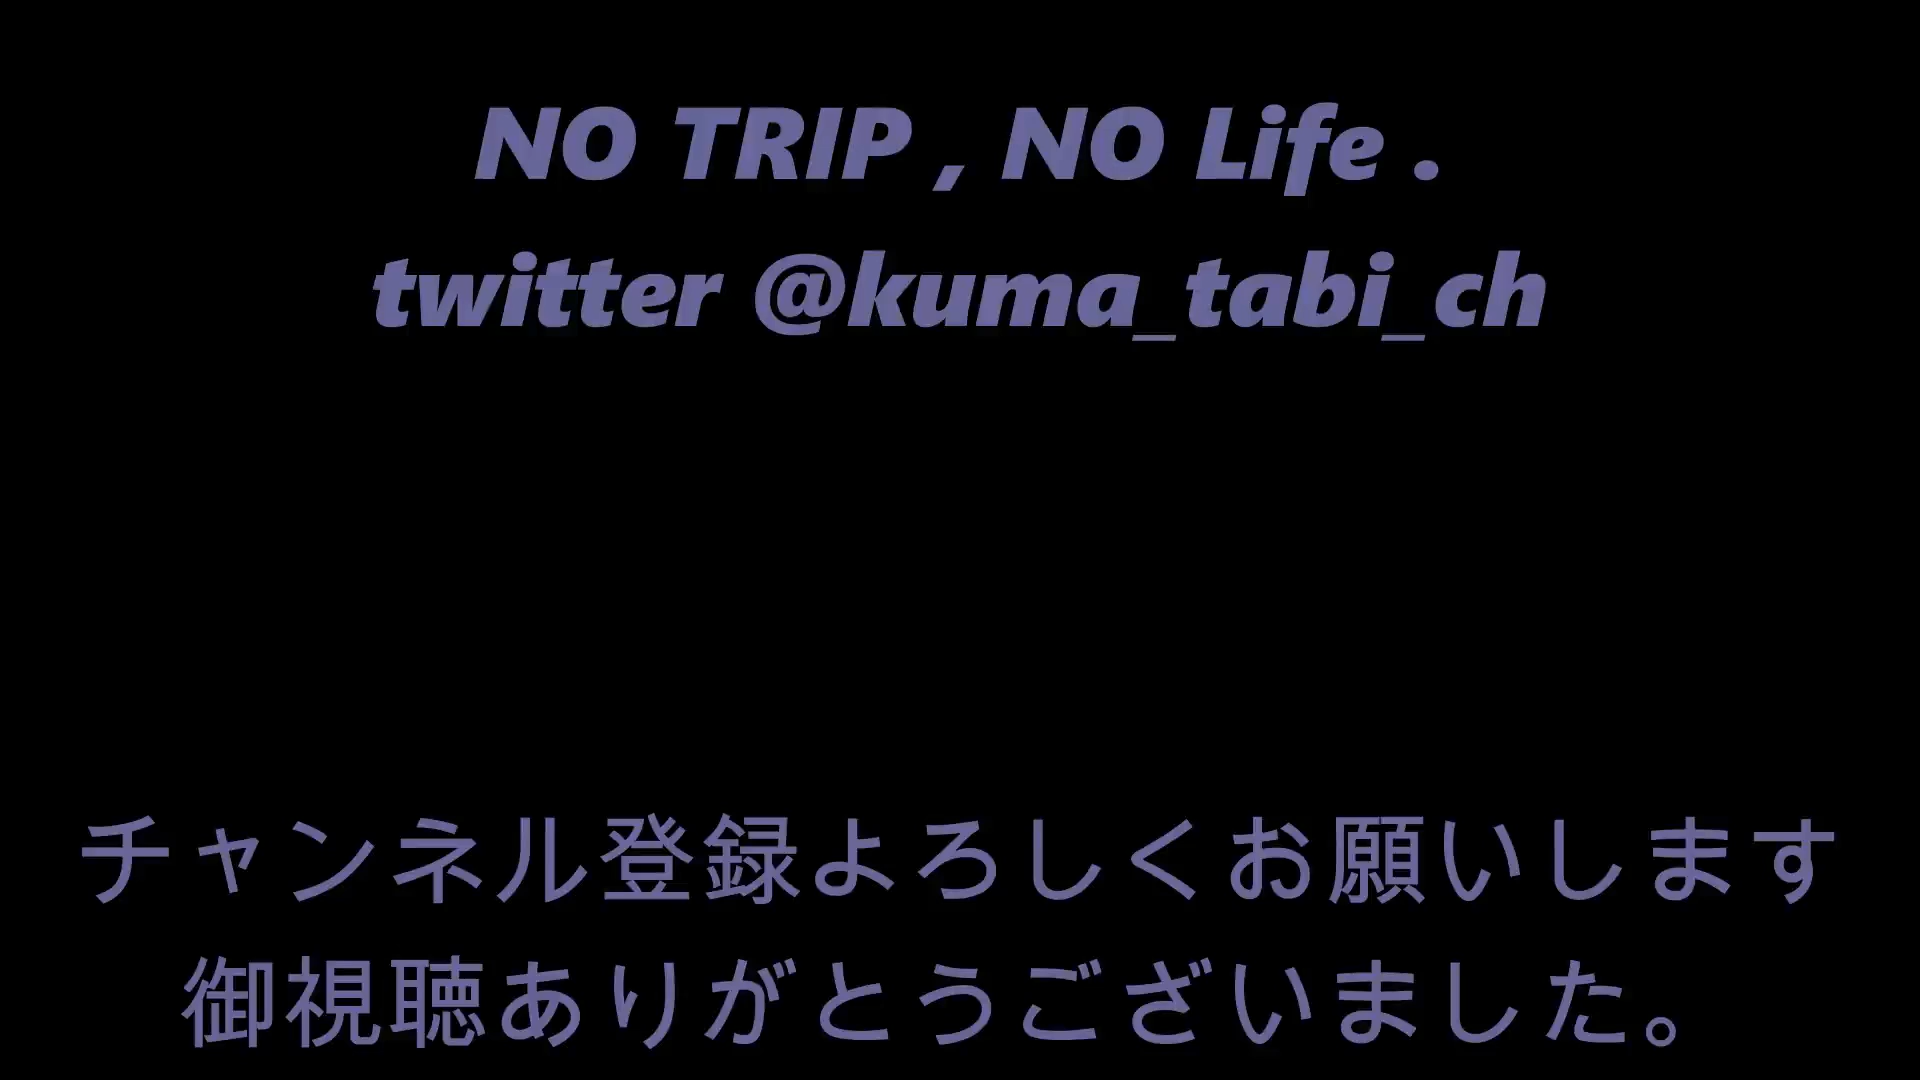 NO TRIP , NO Life .
twitter @kuma_tabi_ch
チャンネル登録よろしくお願いします
御視聴ありがとうございました。